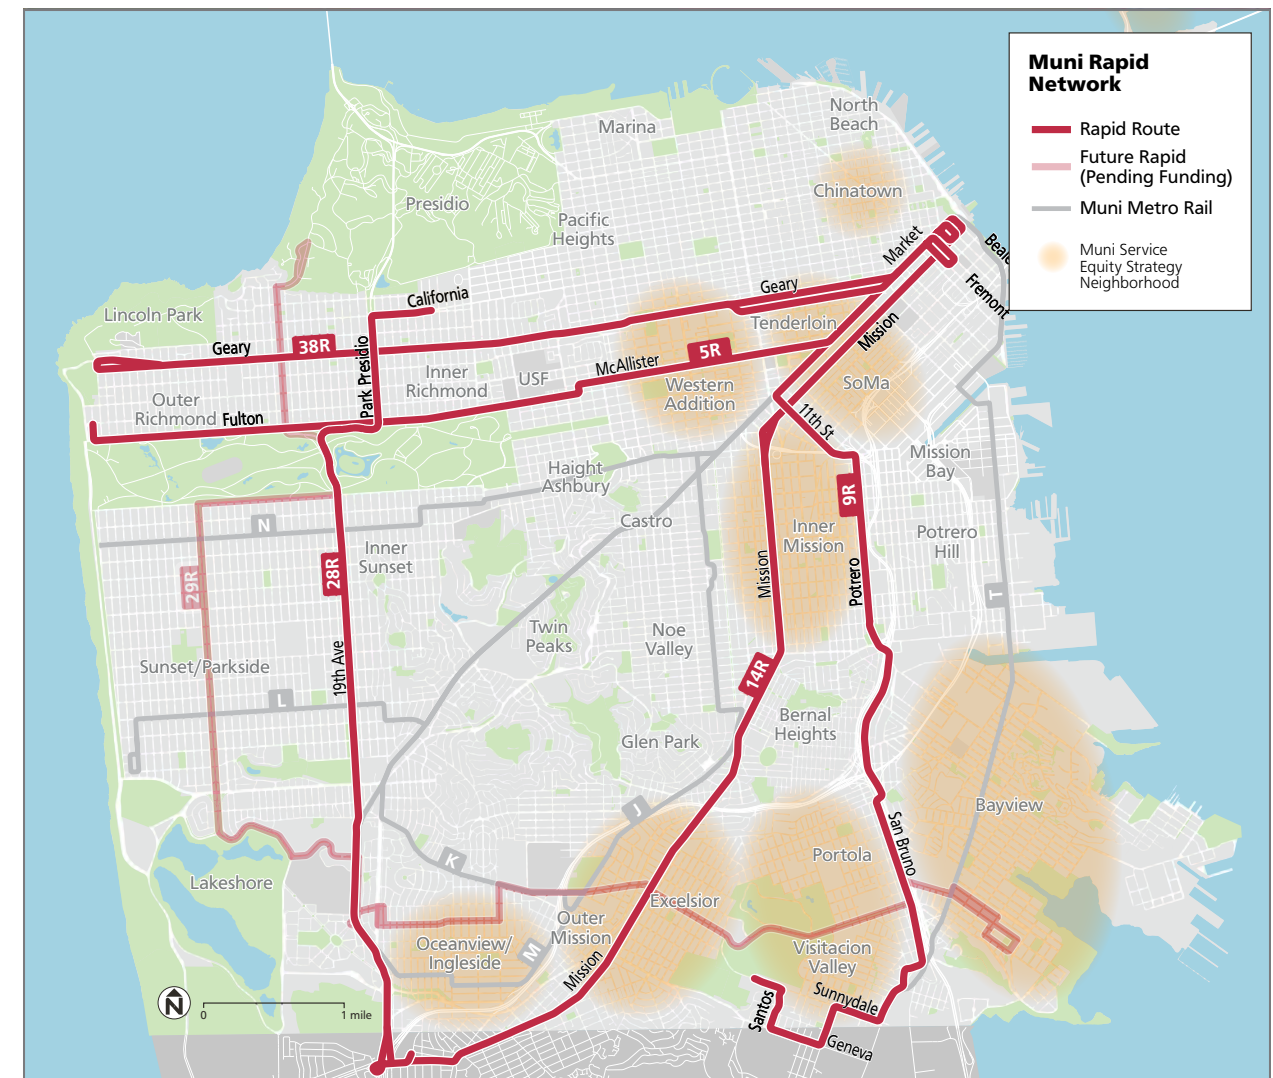 Muni Rapid
Network
Rapid Route
Future Rapid
(Pending Funding)
Muni Metro Rail
Muni Service
Equity Strategy
Neighborhood
North
Beach
Marina
Chinatown
Presidio
Pacific
Heights
Market
Beale
Fremont
California
Geary
Lincoln Park
Tenderloin
Mission
Geary
38R
Park Presidio
5R
McAllister
Inner
Richmond
USF
SoMa
Western
Addition
Outer
Richmond
Fulton
11th St
Mission
Bay
Haight
Ashbury
9R
N
Castro
Inner
Mission
Potrero
Hill
Inner
Sunset
28R
29R
Mission
Potrero
T
Twin
Peaks
Noe
Valley
Sunset/Parkside
19th Ave
14R
L
Bernal
Heights
Glen Park
Bayview
J
San Bruno
K
Portola
Lakeshore
Excelsior
Outer
Mission
Oceanview/
Ingleside
M
Visitacion
Valley
Mission
Santos
Sunnydale
Geneva
N
0
1 mile